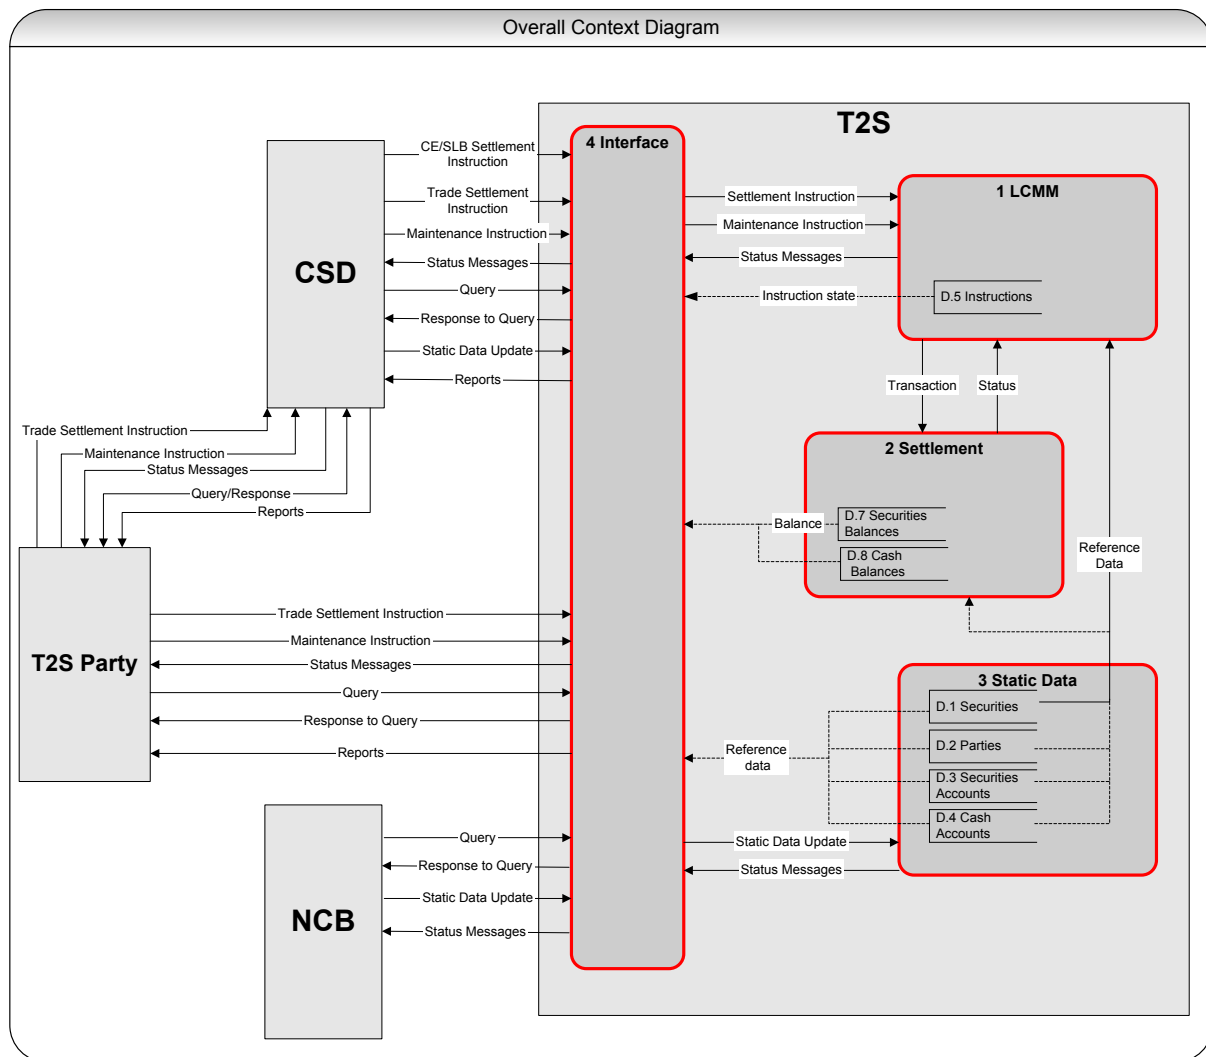 Overall Context Diagram
T2S
4 Interface
CE/SLB Settlement
Instruction
Trade Settlement
Instruction
Maintenance Instruction
CSD
Status Messages
Query
Response to Query
Static Data Update
Reports
Settlement Instruction
Maintenance Instruction
Status Messages
Instruction state
1 LCMM
D.5 Instructions
Transaction
Status
Trade Settlement Instruction
Maintenance Instruction
Status Messages
Query/Response
Reports
2 Settlement
Balance
D.7 Securities
Balances
D.8 Cash
Balances
Reference
Data
T2S Party
Trade Settlement Instruction
Maintenance Instruction
Status Messages
Query
Response to Query
Reports
3 Static Data
D.1 Securities
D.2 Parties
D.3 Securities
Accounts
D.4 Cash
Accounts
Reference
data
Static Data Update
Status Messages
NCB
Query
Response to Query
Static Data Update
Status Messages